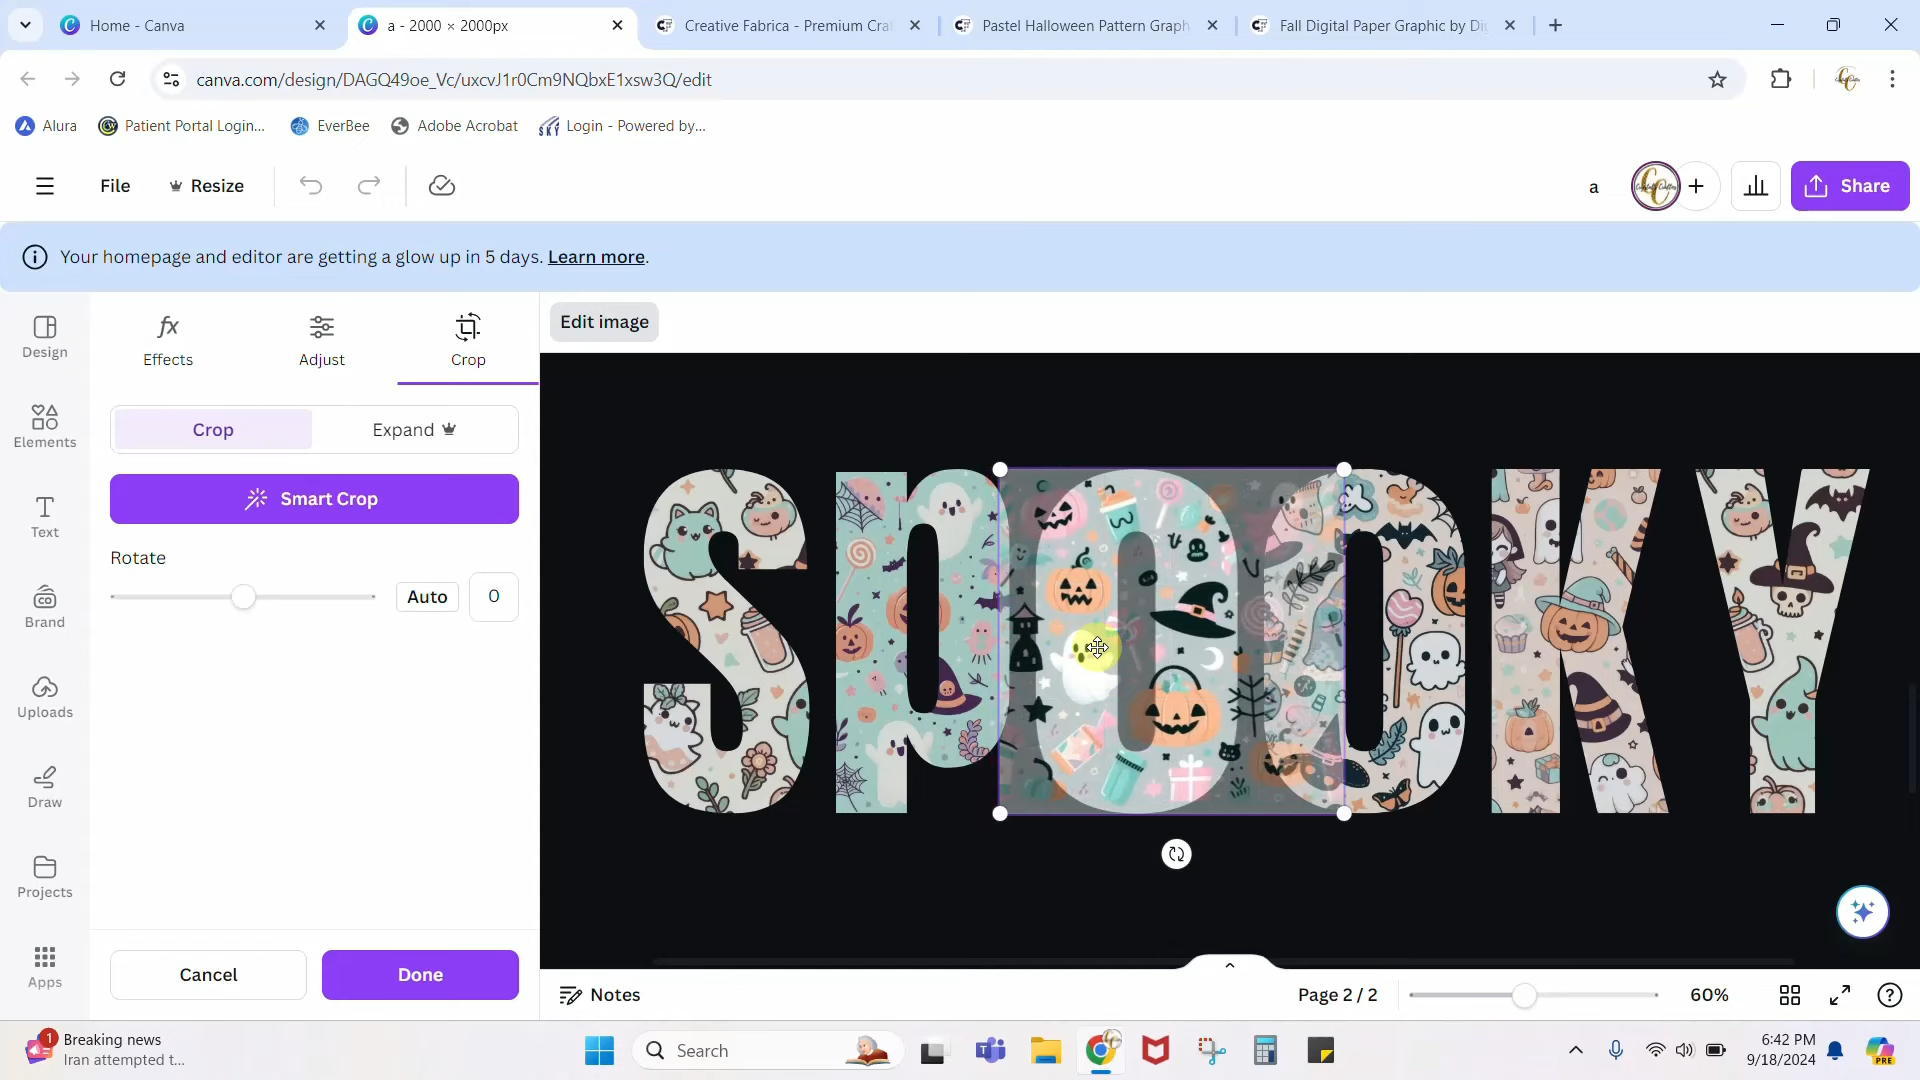 Home - Canva
a - 2000 × 2000px
Creative Fabrica - Premium Cra
Pastel Halloween Pattern Graph
Fall Digital Paper Graphic by Di
canva.com/design/DAGQ49oe_Vc/uxcvJ1r0Cm9NQbxE1xsw3Q/edit
Alura
Patient Portal Login...
EverBee
Adobe Acrobat
Login - Powered by...
File
Resize
a
Share
Your homepage and editor are getting a glow up in 5 days. Learn more.
Design
Elements
Text
Brand
Uploads
Draw
Projects
Apps
Effects
Adjust
Crop
Edit image
Crop
Expand
Smart Crop
Rotate
Auto
0
SPOOKY
Cancel
Done
Notes
Page 2 / 2
60%
1
Breaking news
Iran attempted t...
Search
6:42 PM
9/18/2024
PRE